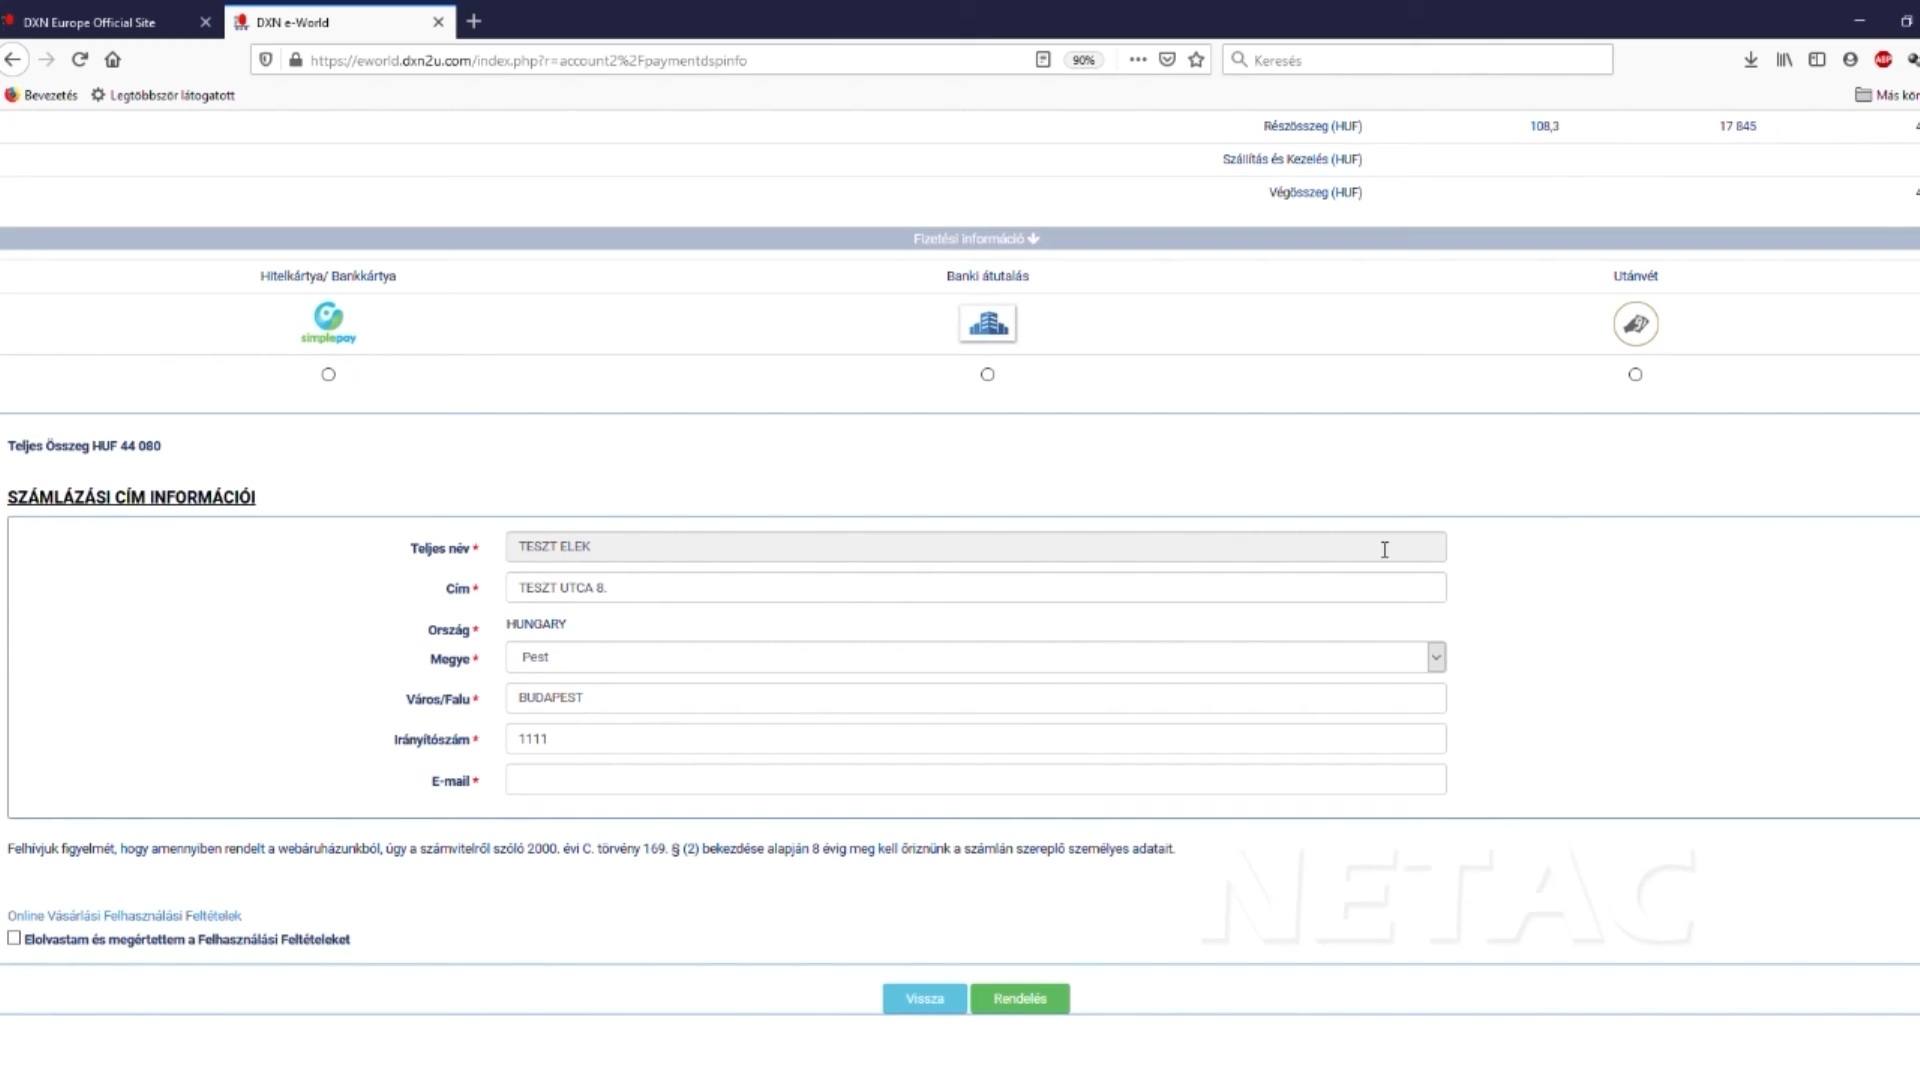 DXN Europe Official Site
DXN e-World
https://eworld.dxn2u.com/index.php?r=account2%2Fpaymentdspinfo
90%
Keresés
ABP
Bevezetés
Legtöbbször látogatott
Más kön
Részösszeg (HUF) 108,3 17 845
Szállítás és Kezelés (HUF)
Végösszeg (HUF)
Fizetési Információ
Hitelkártya/ Bankkártya
Banki átutalás
Utánvét
simplepay
Teljes Összeg HUF 44 080
SZÁMLÁZÁSI CÍM INFORMÁCIÓI
Teljes név * TESZT ELEK
Cím * TESZT UTCA 8.
Ország * HUNGARY
Megye * Pest
Város/Falu * BUDAPEST
Irányítószám * 1111
E-mail *
Felhívjuk figyelmét, hogy amennyiben rendelt a webáruházunkból, úgy a számvitelről szóló 2000. évi C. törvény 169. § (2) bekezdése alapján 8 évig meg kell őriznünk a számlán szereplő személyes adatait.
NETAC
Online Vásárlási Felhasználási Feltételek
Elolvastam és megértettem a Felhasználási Feltételeket
Vissza
Rendelés